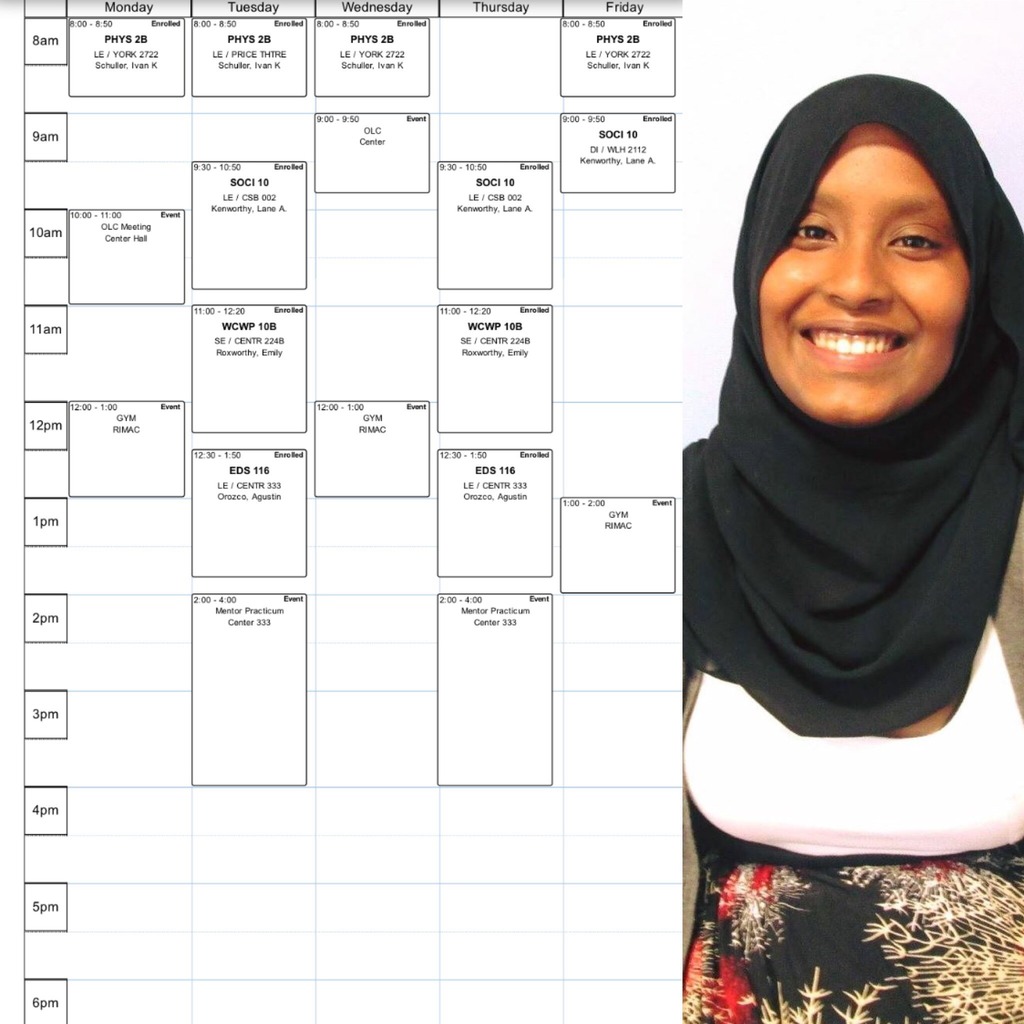 Monday Tuesday Wednesday Thursday Friday
8am
9am
10am
11am
12pm
1pm
2pm
3pm
4pm
5pm
6pm
8:00 - 8:50 Enrolled
PHYS 2B
LE / YORK 2722
Schuller, Ivan K
10:00 - 11:00 Event
OLC Meeting
Center Hall
12:00 - 1:00 Event
GYM
RIMAC
8:00 - 8:50 Enrolled
PHYS 2B
LE / PRICE THTRE
Schuller, Ivan K
9:30 - 10:50 Enrolled
SOCI 10
LE / CSB 002
Kenworthy, Lane A.
11:00 - 12:20 Enrolled
WCWP 10B
SE / CENTR 224B
Roxworthy, Emily
12:30 - 1:50 Enrolled
EDS 116
LE / CENTR 333
Orozco, Agustin
2:00 - 4:00 Event
Mentor Practicum
Center 333
8:00 - 8:50 Enrolled
PHYS 2B
LE / YORK 2722
Schuller, Ivan K
9:00 - 9:50 Event
OLC
Center
12:00 - 1:00 Event
GYM
RIMAC
9:30 - 10:50 Enrolled
SOCI 10
LE / CSB 002
Kenworthy, Lane A.
11:00 - 12:20 Enrolled
WCWP 10B
SE / CENTR 224B
Roxworthy, Emily
12:30 - 1:50 Enrolled
EDS 116
LE / CENTR 333
Orozco, Agustin
2:00 - 4:00 Event
Mentor Practicum
Center 333
8:00 - 8:50 Enrolled
PHYS 2B
LE / YORK 2722
Schuller, Ivan K
9:00 - 9:50 Enrolled
SOCI 10
DI / WLH 2112
Kenworthy, Lane A.
1:00 - 2:00 Event
GYM
RIMAC